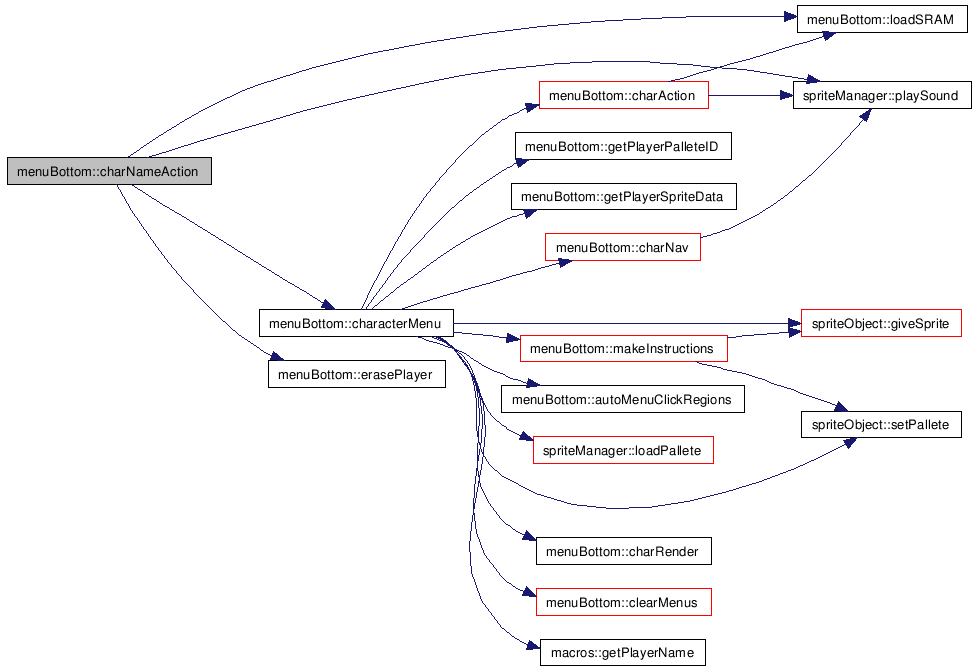 menuBottom::loadSRAM
menuBottom::charAction
spriteManager::playSound
menuBottom::getPlayerPalleteID
menuBottom::charNameAction
menuBottom::getPlayerSpriteData
menuBottom::charNav
menuBottom::characterMenu
spriteObject::giveSprite
menuBottom::makeInstructions
menuBottom::erasePlayer
menuBottom::autoMenuClickRegions
spriteObject::setPallete
spriteManager::loadPallete
menuBottom::charRender
menuBottom::clearMenus
macros::getPlayerName